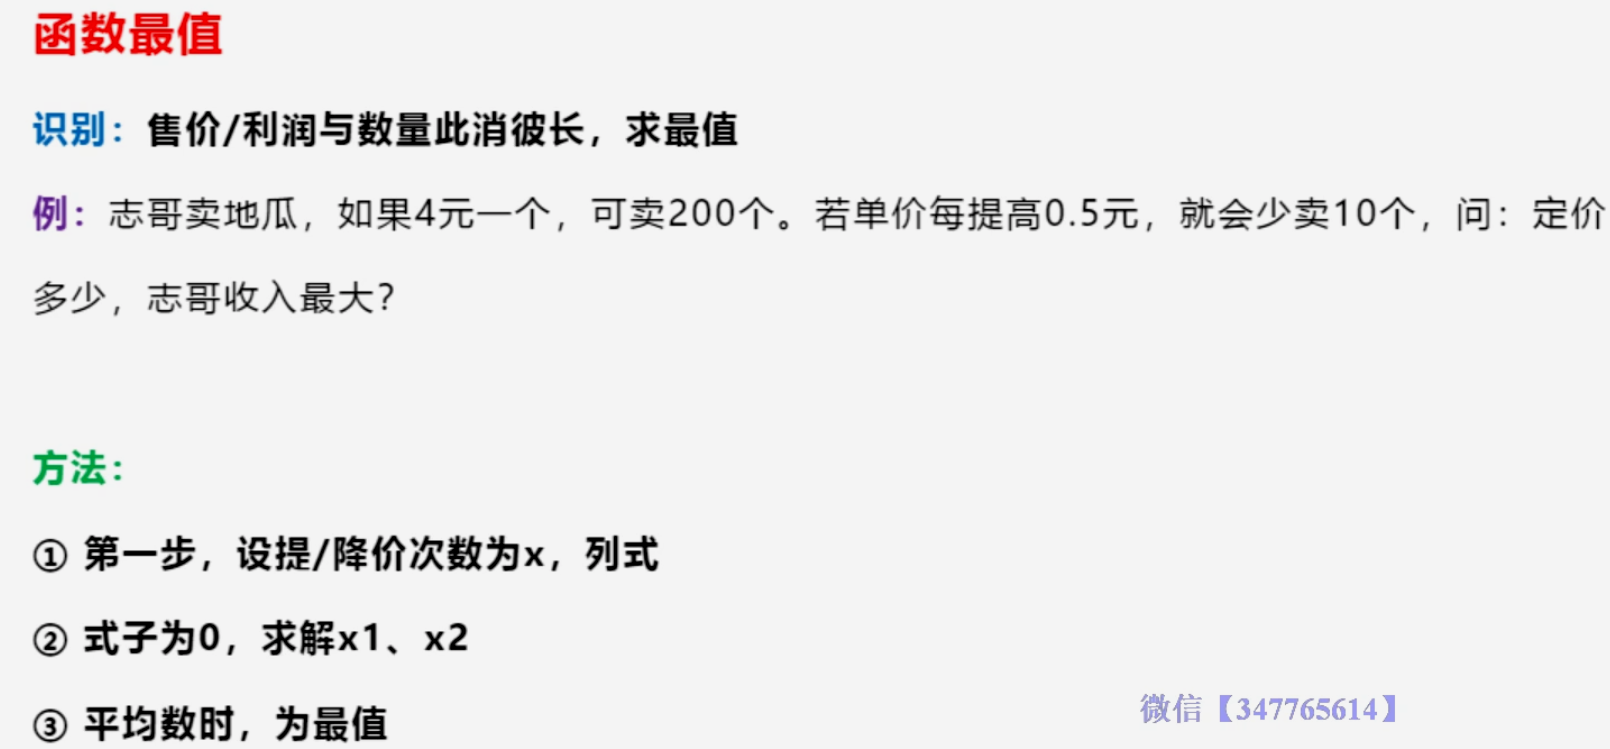 函数最值
识别：售价/利润与数量此消彼长，求最值
例：志哥卖地瓜，如果4元一个，可卖200个。若单价每提高0.5元，就会少卖10个，问：定价
多少，志哥收入最大？
方法：
① 第一步，设提/降价次数为x，列式
② 式子为0，求解x1、x2
③ 平均数时，为最值
微信【347765614】